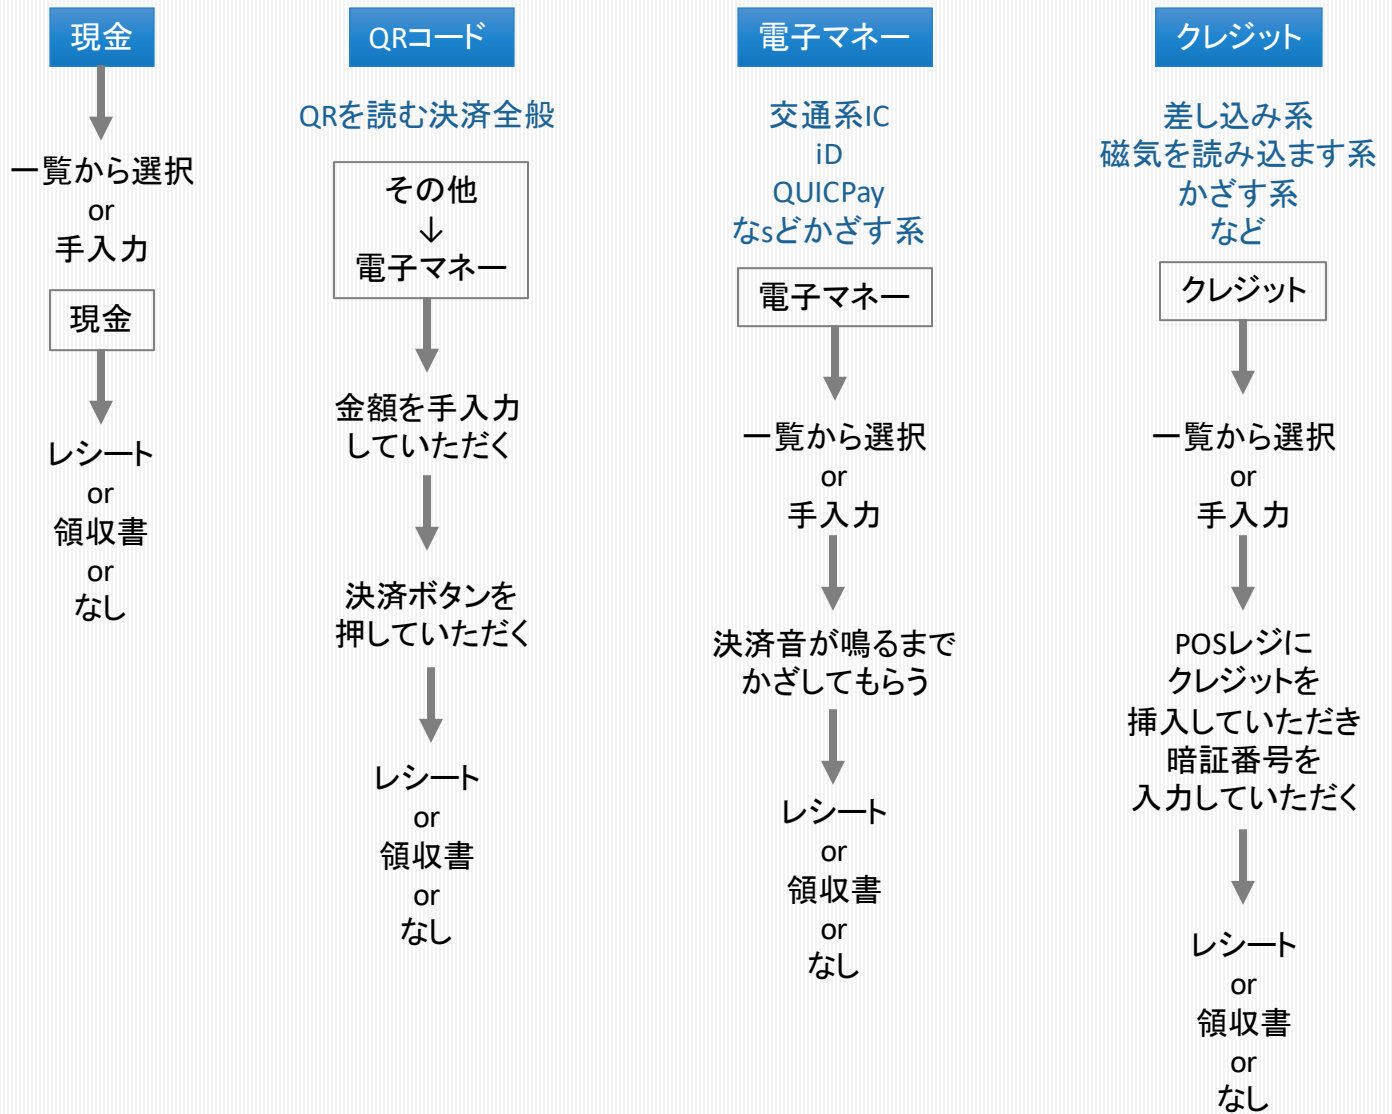 現金
一覧から選択
or
手入力
現金
レシート
or
領収書
or
なし
QRコード
QRを読む決済全般
その他
↓
電子マネー
金額を手入力
していただく
決済ボタンを
押していただく
レシート
or
領収書
or
なし
電子マネー
交通系IC
iD
QUICPay
なsどかざす系
電子マネー
一覧から選択
or
手入力
決済音が鳴るまで
かざしてもらう
レシート
or
領収書
or
なし
クレジット
差し込み系
磁気を読み込ます系
かざす系
など
クレジット
一覧から選択
or
手入力
POSレジに
クレジットを
挿入していただき
暗証番号を
入力していただく
レシート
or
領収書
or
なし